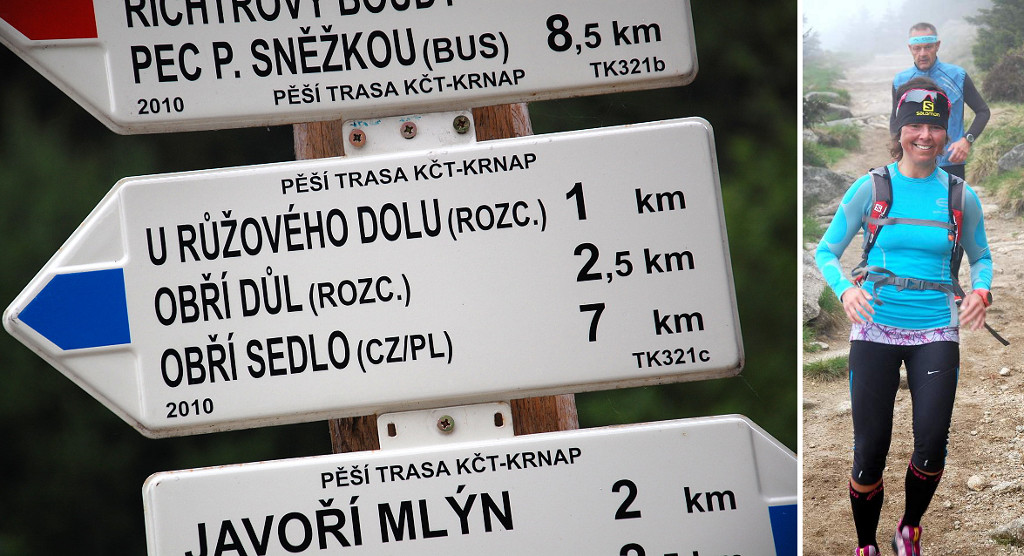 RICHTROVY BOUDY
PEC P. SNĚŽKOU (BUS) 8,5 km
2010 PĚŠÍ TRASA KČT-KRNAP TK321b
PĚŠÍ TRASA KČT-KRNAP
U RŮŽOVÉHO DOLU (ROZC.) 1 km
OBŘÍ DŮL (ROZC.) 2,5 km
OBŘÍ SEDLO (CZ/PL) 7 km
2010 TK321c
PĚŠÍ TRASA KČT-KRNAP
JAVOŘÍ MLÝN 2 km
SALOMON